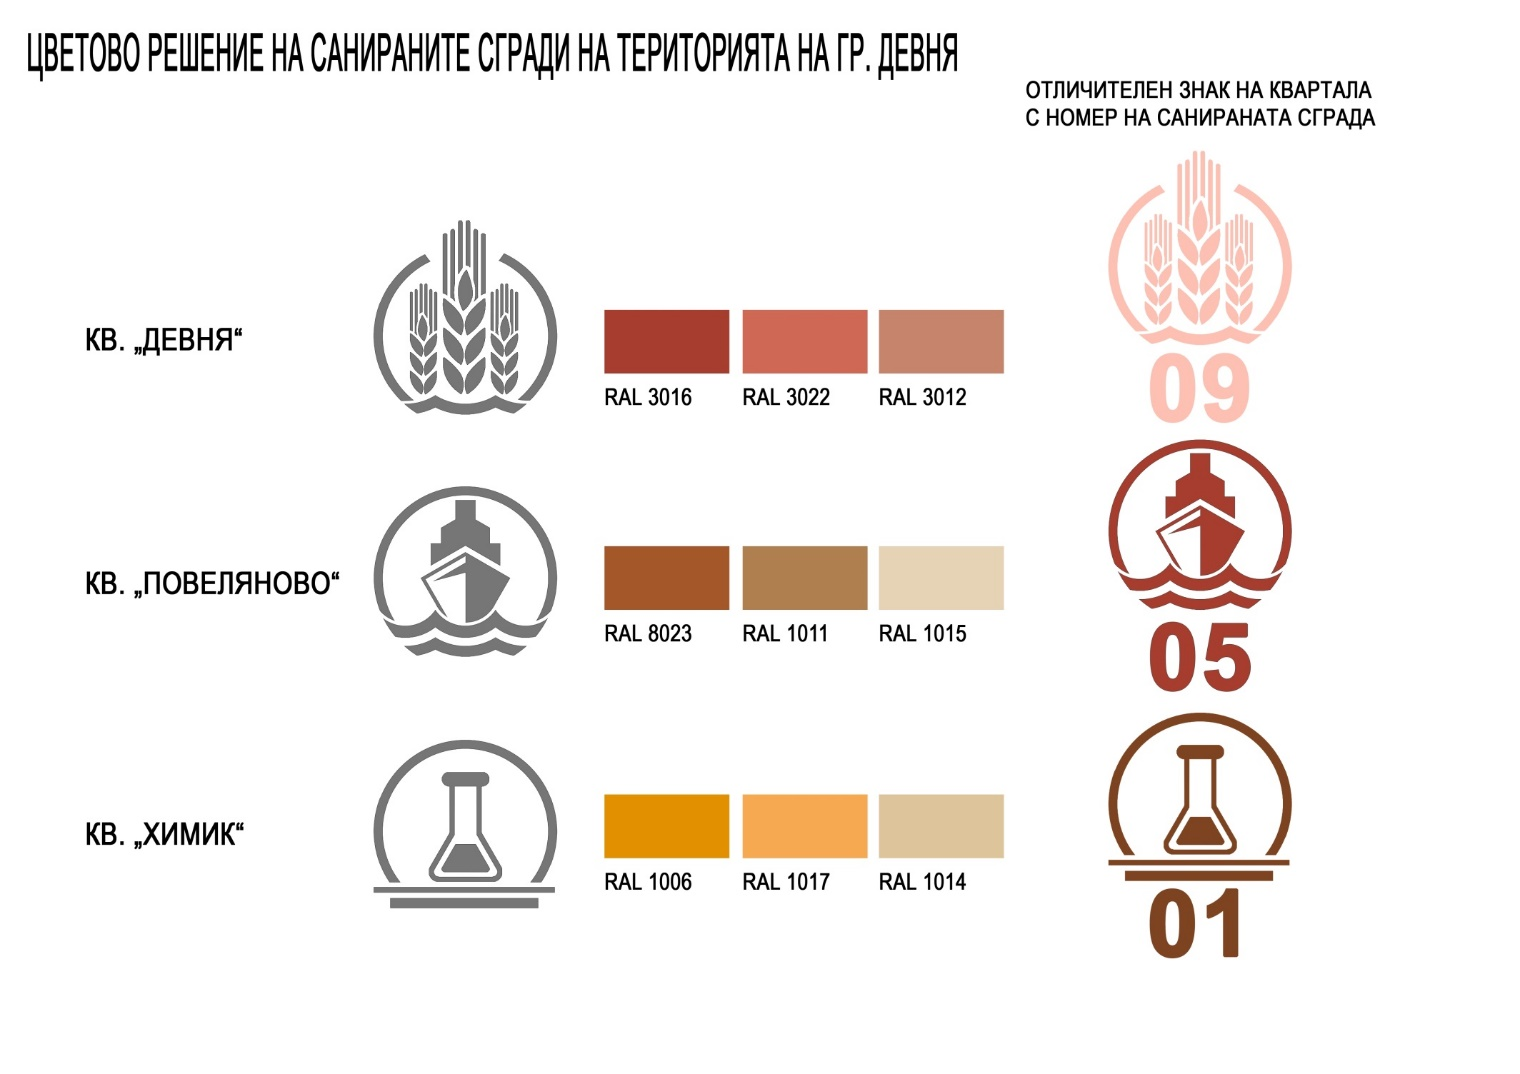 ЦВЕТОВО РЕШЕНИЕ НА САНИРАНИТЕ СГРАДИ НА ТЕРИТОРИЯТА НА ГР. ДЕВНЯ
ОТЛИЧИТЕЛЕН ЗНАК НА КВАРТАЛА
С НОМЕР НА САНИРАНАТА СГРАДА
КВ. „ДЕВНЯ“
RAL 3016 RAL 3022 RAL 3012
09
КВ. „ПОВЕЛЯНОВО“
RAL 8023 RAL 1011 RAL 1015
05
КВ. „ХИМИК“
RAL 1006 RAL 1017 RAL 1014
01